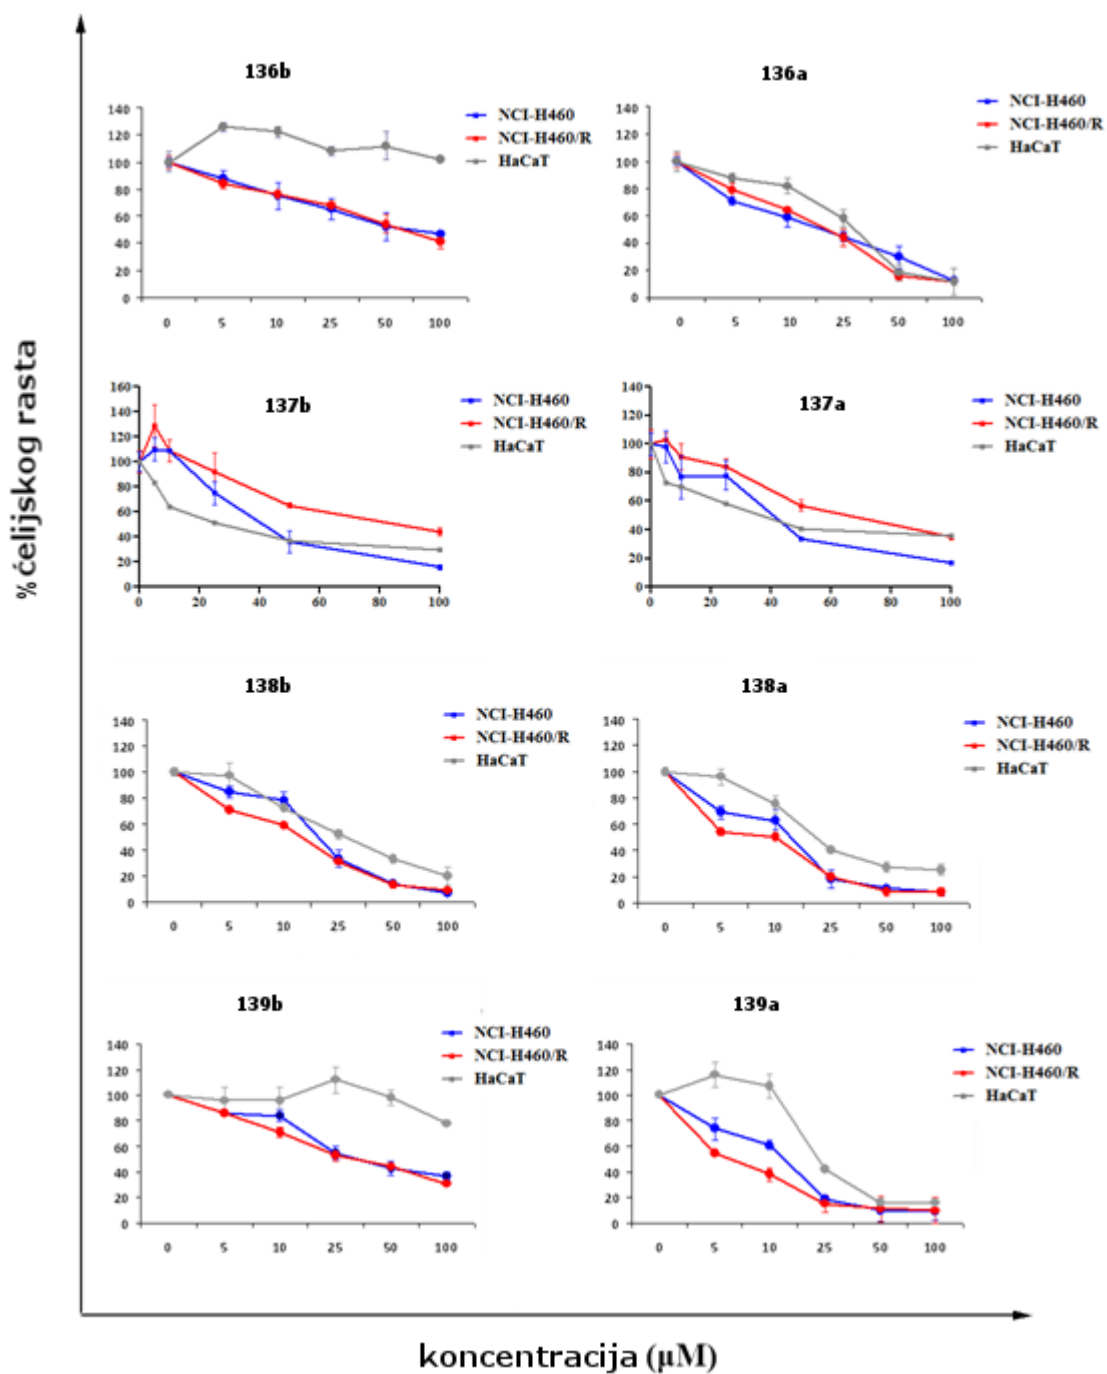 % ćelijskog rasta
136b
NCI-H460
NCI-H460/R
HaCaT
140
120
100
80
60
40
20
0
0 5 10 25 50 100
136a
NCI-H460
NCI-H460/R
HaCaT
140
120
100
80
60
40
20
0
0 5 10 25 50 100
137b
NCI-H460
NCI-H460/R
HaCaT
160
140
120
100
80
60
40
20
0
0 20 40 60 80 100
137a
NCI-H460
NCI-H460/R
HaCaT
140
120
100
80
60
40
20
0
0 20 40 60 80 100
138b
NCI-H460
NCI-H460/R
HaCaT
140
120
100
80
60
40
20
0
0 5 10 25 50 100
138a
NCI-H460
NCI-H460/R
HaCaT
140
120
100
80
60
40
20
0
0 5 10 25 50 100
139b
NCI-H460
NCI-H460/R
HaCaT
140
120
100
80
60
40
20
0
0 5 10 25 50 100
139a
NCI-H460
NCI-H460/R
HaCaT
140
120
100
80
60
40
20
0
0 5 10 25 50 100
koncentracija (μM)